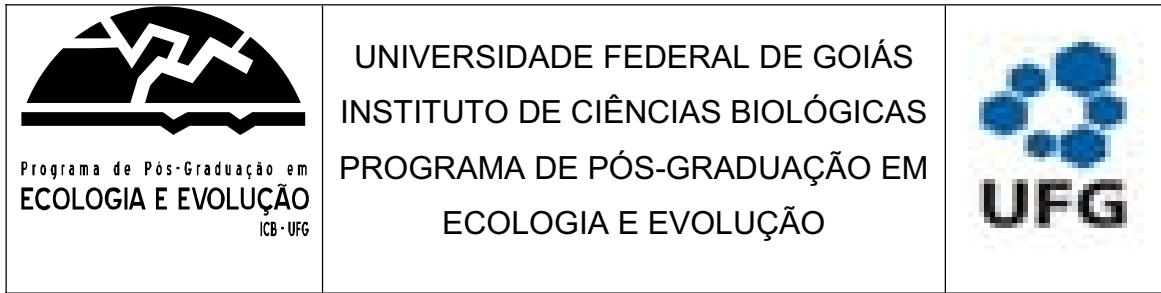 Programa de Pós-Graduação em
ECOLOGIA E EVOLUÇÃO
ICB - UFG
UNIVERSIDADE FEDERAL DE GOIÁS
INSTITUTO DE CIÊNCIAS BIOLÓGICAS
PROGRAMA DE PÓS-GRADUAÇÃO EM
ECOLOGIA E EVOLUÇÃO
UFG